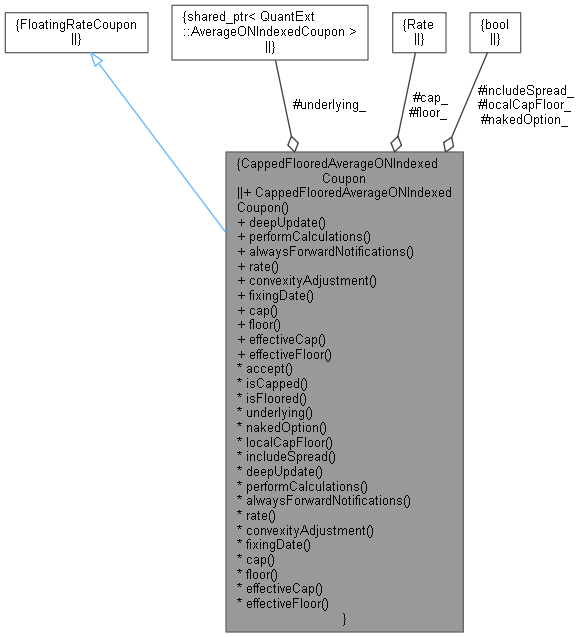 {FloatingRateCoupon
||}
{shared_ptr< QuantExt
::AverageONIndexedCoupon >
||}
{Rate
||}
{bool
||}
#underlying_
#cap_
#floor_
#includeSpread_
#localCapFloor_
#nakedOption_
{CappedFlooredAverageONIndexed
Coupon
||+ CappedFlooredAverageONIndexed
Coupon()
+ deepUpdate()
+ performCalculations()
+ alwaysForwardNotifications()
+ rate()
+ convexityAdjustment()
+ fixingDate()
+ cap()
+ floor()
+ effectiveCap()
+ effectiveFloor()
* accept()
* isCapped()
* isFloored()
* underlying()
* nakedOption()
* localCapFloor()
* includeSpread()
* deepUpdate()
* performCalculations()
* alwaysForwardNotifications()
* rate()
* convexityAdjustment()
* fixingDate()
* cap()
* floor()
* effectiveCap()
* effectiveFloor()
}